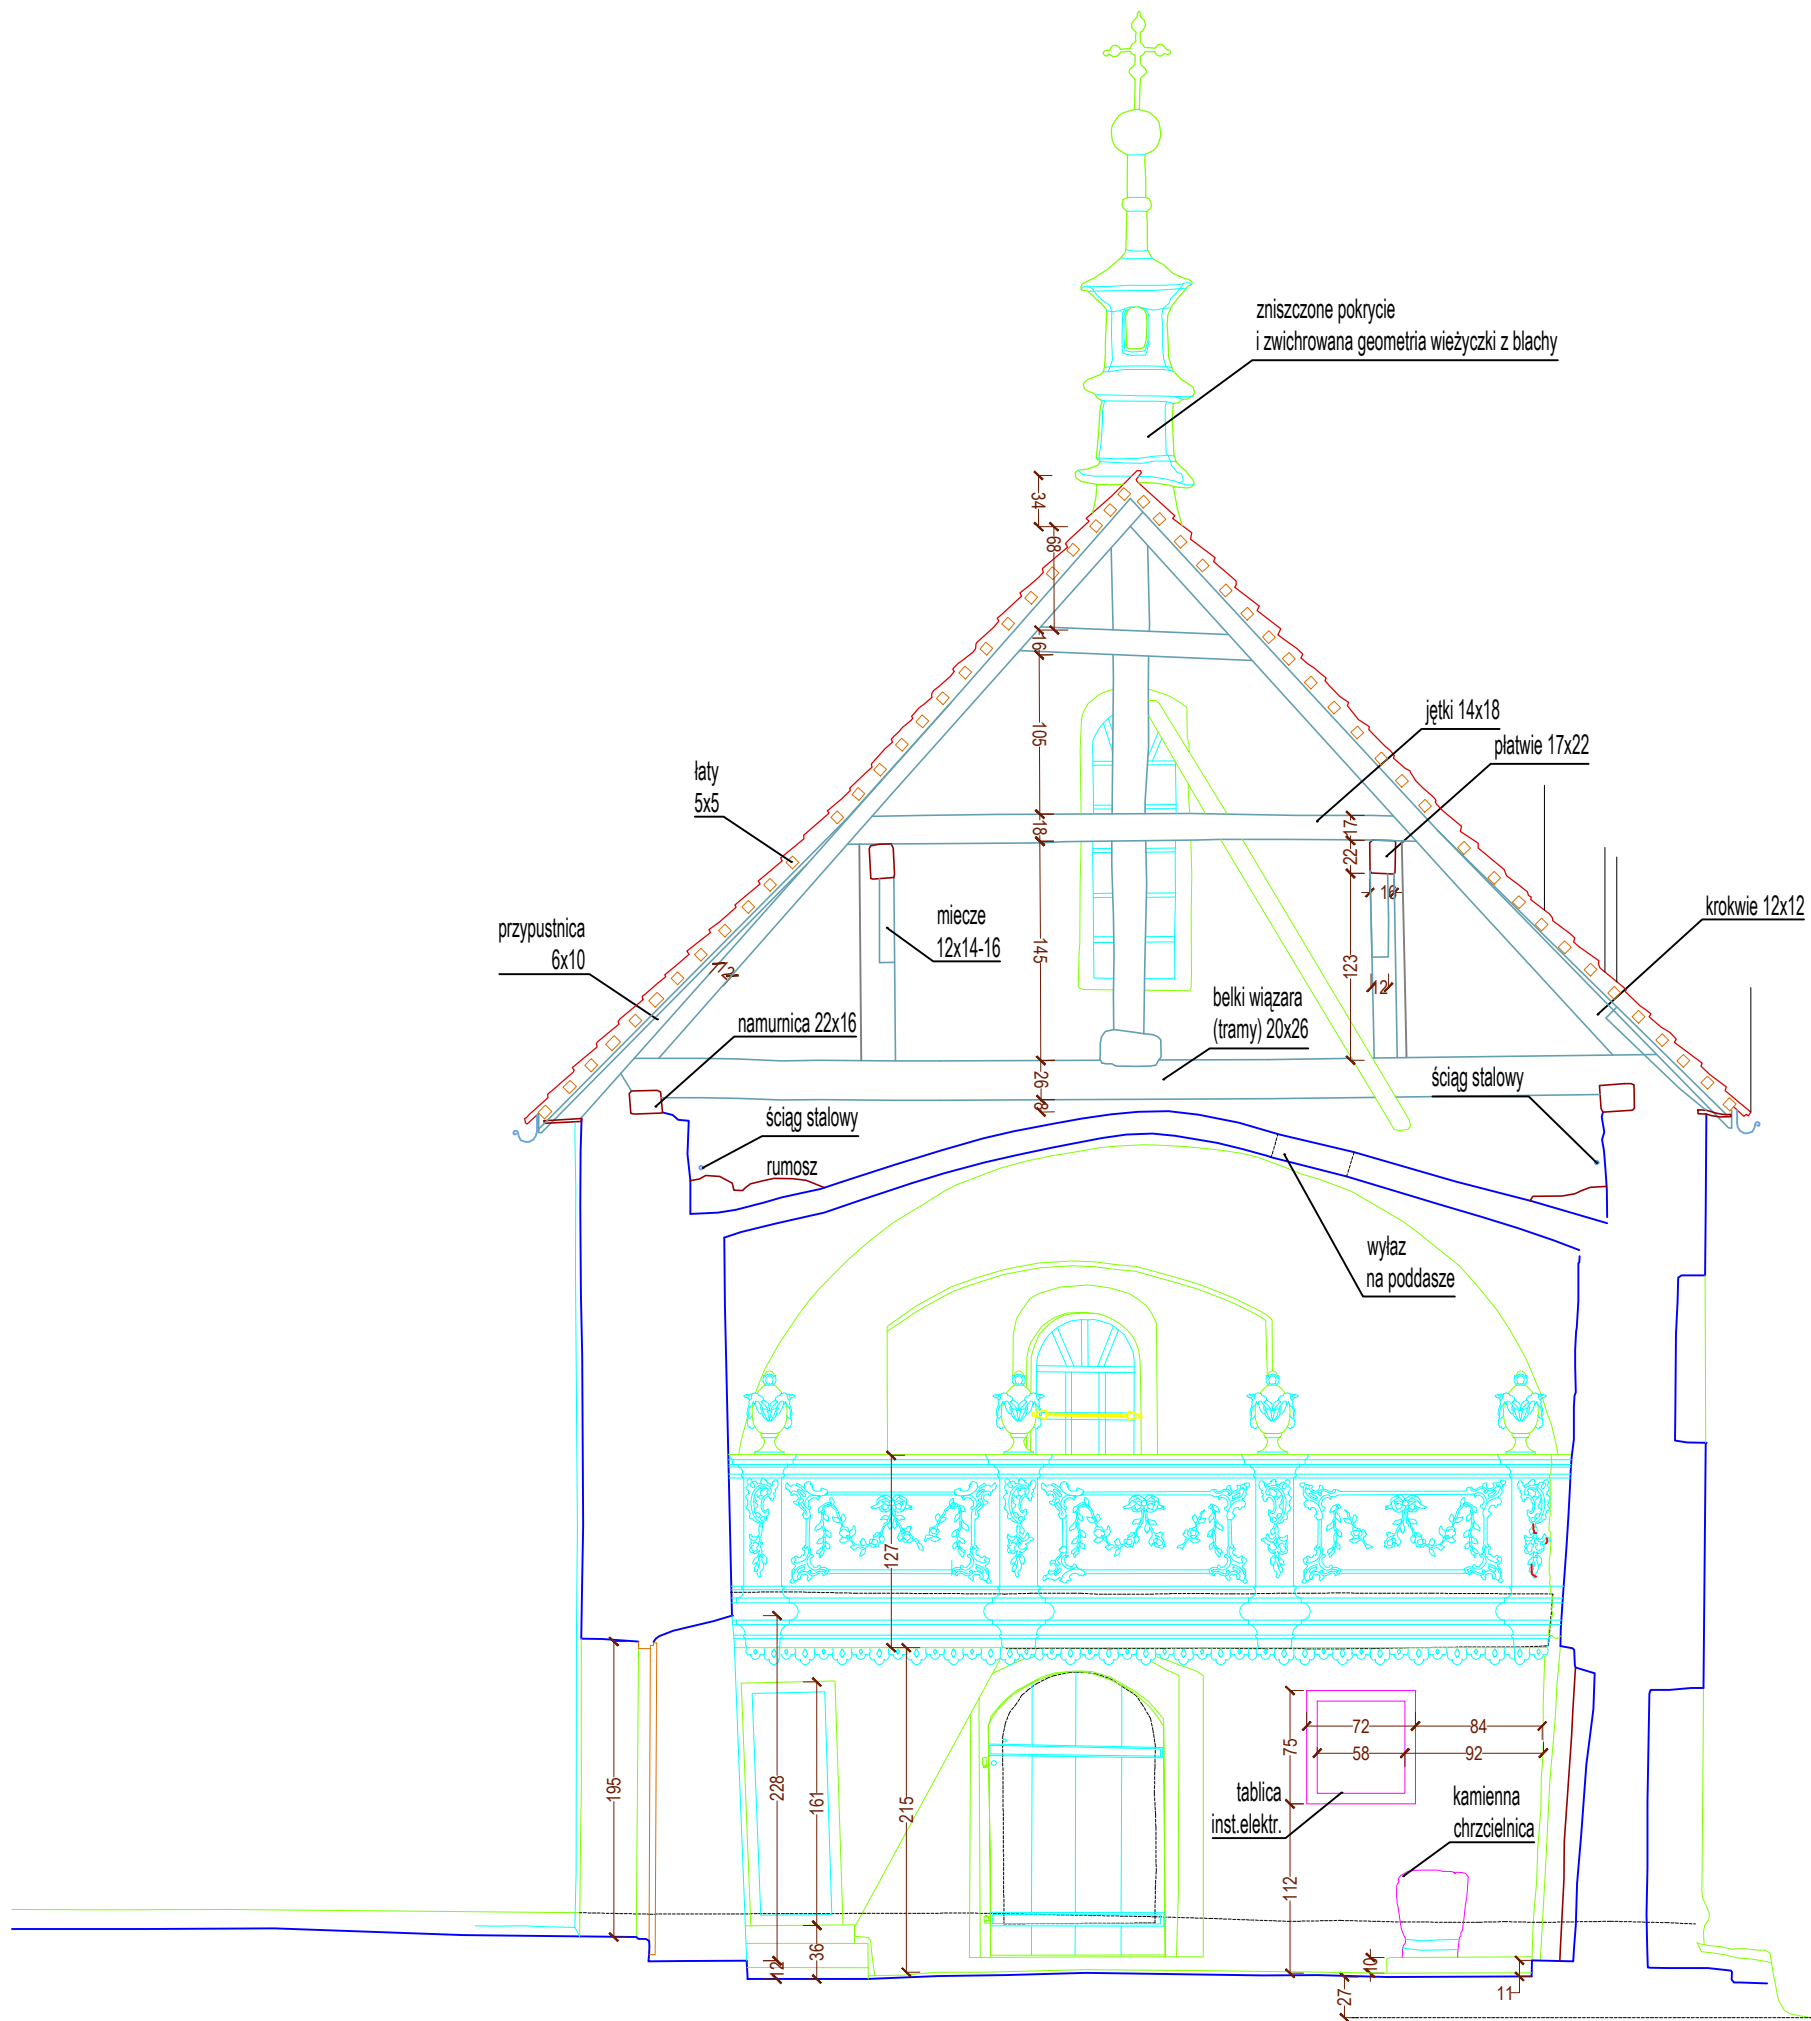 zniszczone pokrycie
i zwichrowana geometria wieżyczki z blachy
34
68
16
105
jętki 14x18
płatwie 17x22
łaty
5x5
18
17
22
16
krokwie 12x12
miecze
12x14-16
przypustnica
6x10
12
145
123
12
belki wiązara
(tramy) 20x26
namurnica 22x16
26
8
ściąg stalowy
ściąg stalowy
rumosz
wyłaz
na poddasze
127
72
84
75
58
92
195
228
161
215
tablica
inst.elektr.
kamienna
chrzcielnica
112
36
12
10
11
27